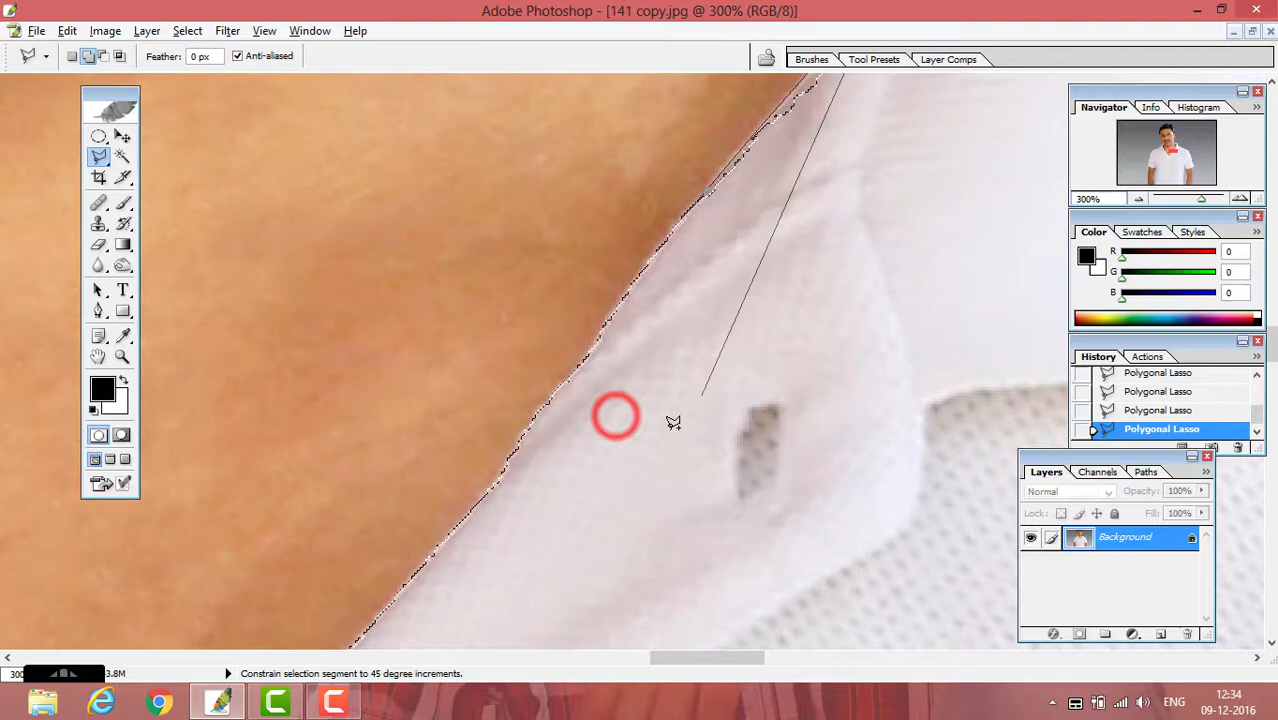 Adobe Photoshop - [141 copy.jpg @ 300% (RGB/8)]
File Edit Image Layer Select Filter View Window Help
Feather: 0 px Anti-aliased
Brushes Tool Presets Layer Comps
Navigator Info Histogram
300%
Color Swatches Styles
R 0
G 0
B 0
History Actions
Polygonal Lasso
Polygonal Lasso
Polygonal Lasso
Polygonal Lasso
Layers Channels Paths
Normal Opacity: 100%
Lock: Fill: 100%
Background
T
3.8M Constrain selection segment to 45 degree increments.
ENG
12:34
09-12-2016